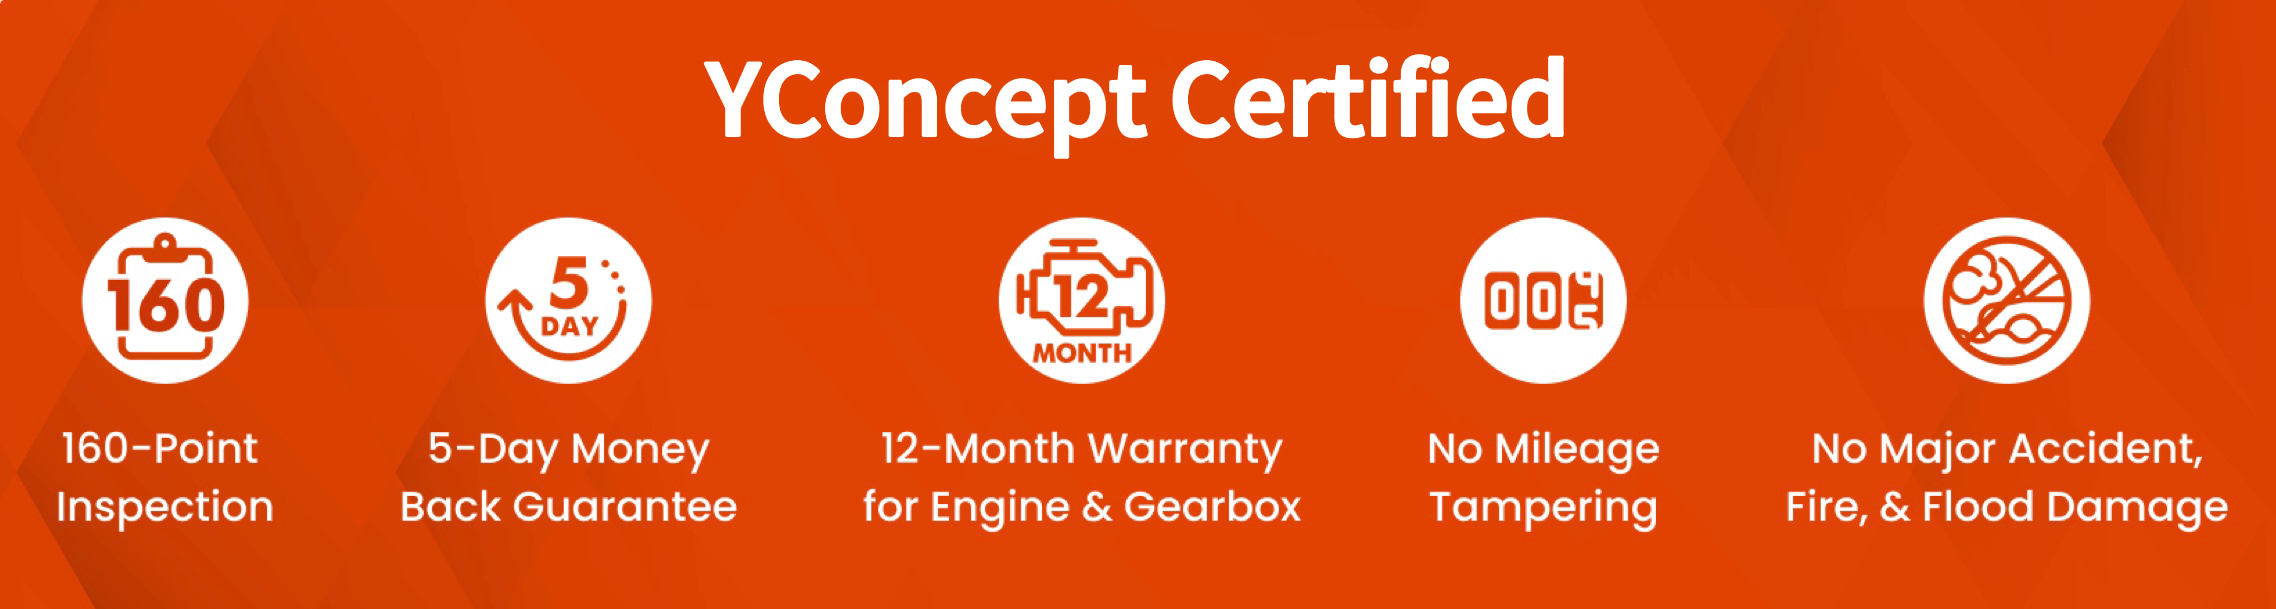 YConcept Certified
160
5
DAY
12
MONTH
00
160-Point
Inspection
5-Day Money
Back Guarantee
12-Month Warranty
for Engine & Gearbox
No Mileage
Tampering
No Major Accident,
Fire, & Flood Damage